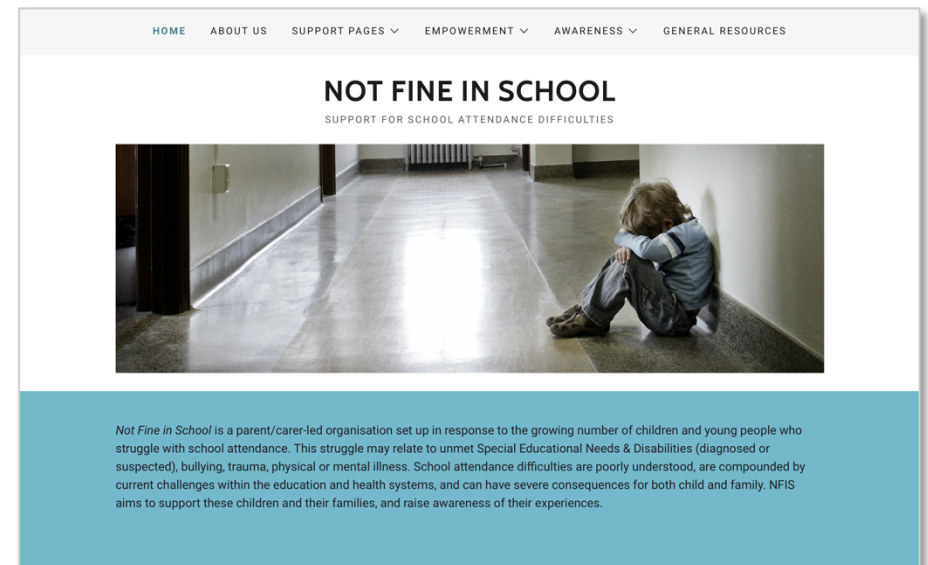 HOME ABOUT US SUPPORT PAGES EMPOWERMENT AWARENESS GENERAL RESOURCES
NOT FINE IN SCHOOL
SUPPORT FOR SCHOOL ATTENDANCE DIFFICULTIES
Not Fine in School is a parent/carer-led organisation set up in response to the growing number of children and young people who
struggle with school attendance. This struggle may relate to unmet Special Educational Needs & Disabilities (diagnosed or
suspected), bullying, trauma, physical or mental illness. School attendance difficulties are poorly understood, are compounded by
current challenges within the education and health systems, and can have severe consequences for both child and family. NFIS
aims to support these children and their families, and raise awareness of their experiences.